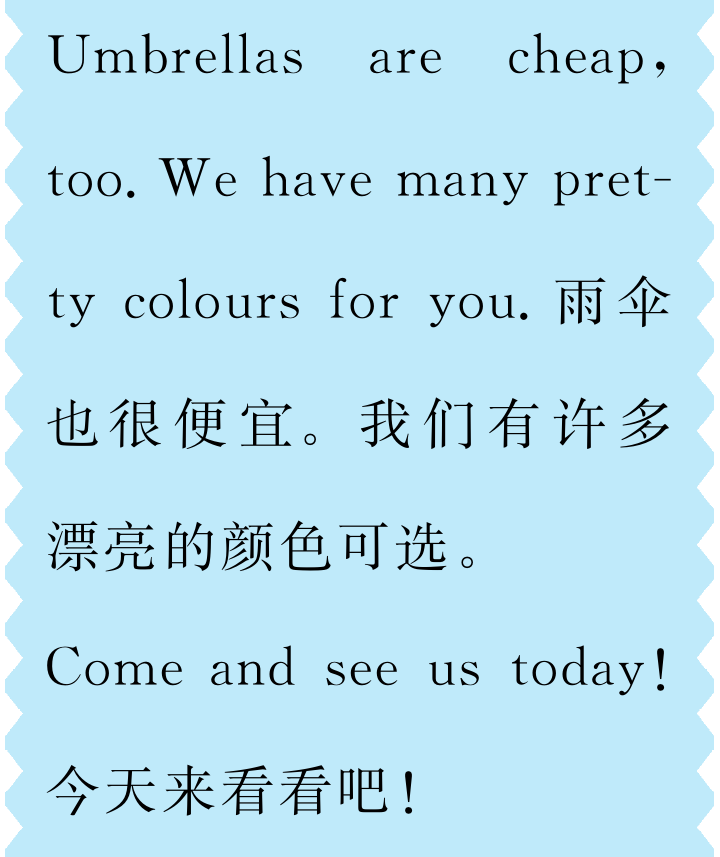 Umbrellas are cheap,
too. We have many pret-
ty colours for you. 雨伞
也很便宜。我们有许多
漂亮的颜色可选。
Come and see us today!
今天来看看吧!